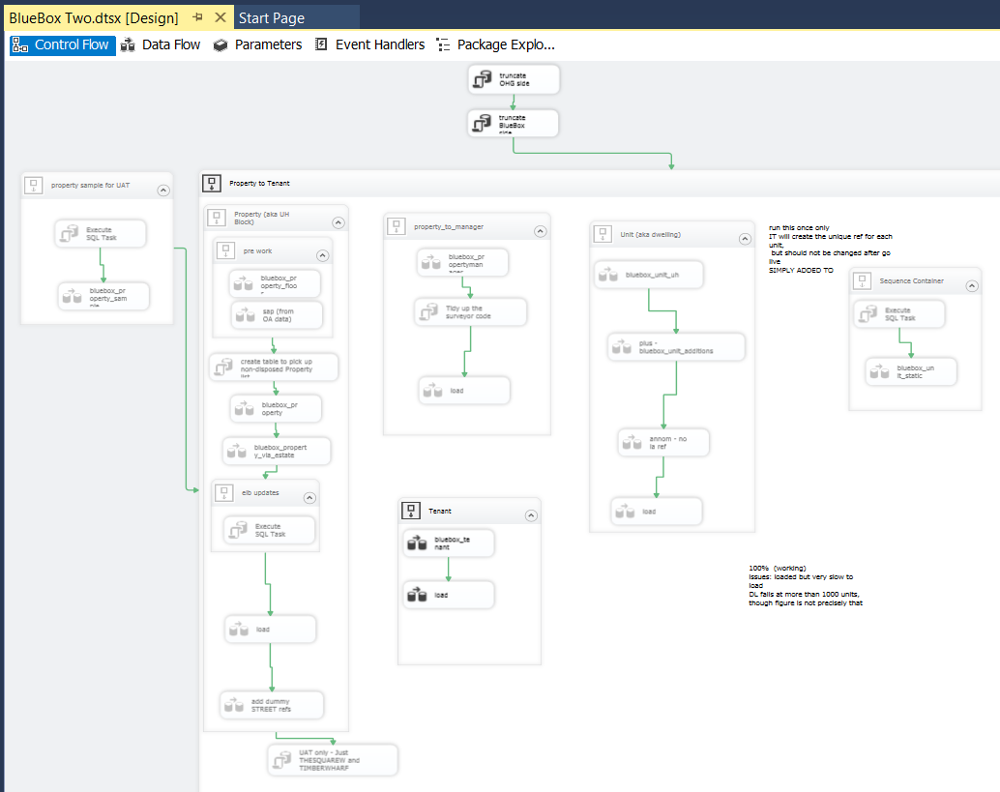 BlueBox Two.dtsx [Design]
Start Page
Control Flow
Data Flow
Parameters
Event Handlers
Package Explo...
truncate
OHG side
truncate
BlueBox
side
property sample for UAT
Execute
SQL Task
bluebox_pr
operty_sam
ple
Property to Tenant
Property (aka UH
Block)
pre work
bluebox_pr
operty_floo
r
sap (from
OA data)
create table to pick up
non-disposed Property
list
bluebox_pr
operty
bluebox_propert
y_via_estate
elb updates
Execute
SQL Task
load
add dummy
STREET refs
UAT only - Just
THESQUAREW and
TIMBERWHARF
property_to_manager
bluebox_pr
opertyman
ager
Tidy up the
surveyor code
load
Tenant
bluebox_te
nant
load
Unit (aka dwelling)
bluebox_unit_uh
plus -
bluebox_unit_additions
annom - no
la ref
load
run this once only
IT will create the unique ref for each
unit,
but should not be changed after go
live
SIMPLY ADDED TO
Sequence Container
Execute
SQL Task
bluebox_un
it_static
100% (working)
issues: loaded but very slow to
load
DL fails at more than 1000 units,
though figure is not precisely that